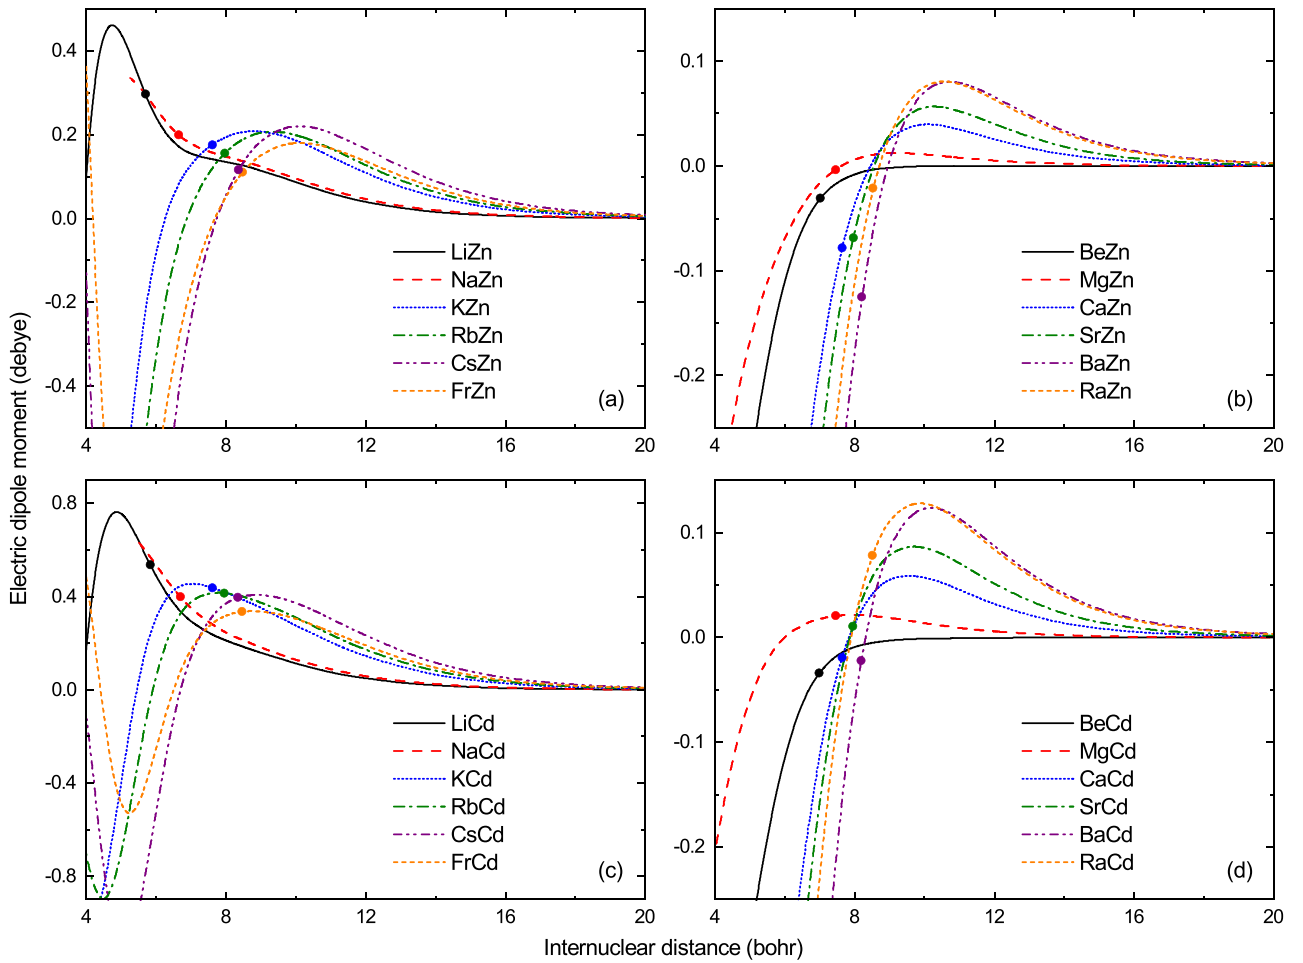 Electric dipole moment (debye)
0.4
0.2
0.0
-0.2
-0.4
4
8
12
16
20
LiZn
NaZn
KZn
RbZn
CsZn
FrZn
(a)
0.1
0.0
-0.1
-0.2
4
8
12
16
20
BeZn
MgZn
CaZn
SrZn
BaZn
RaZn
(b)
0.8
0.4
0.0
-0.4
-0.8
4
8
12
16
20
LiCd
NaCd
KCd
RbCd
CsCd
FrCd
(c)
0.1
0.0
-0.1
-0.2
4
8
12
16
20
BeCd
MgCd
CaCd
SrCd
BaCd
RaCd
(d)
Internuclear distance (bohr)